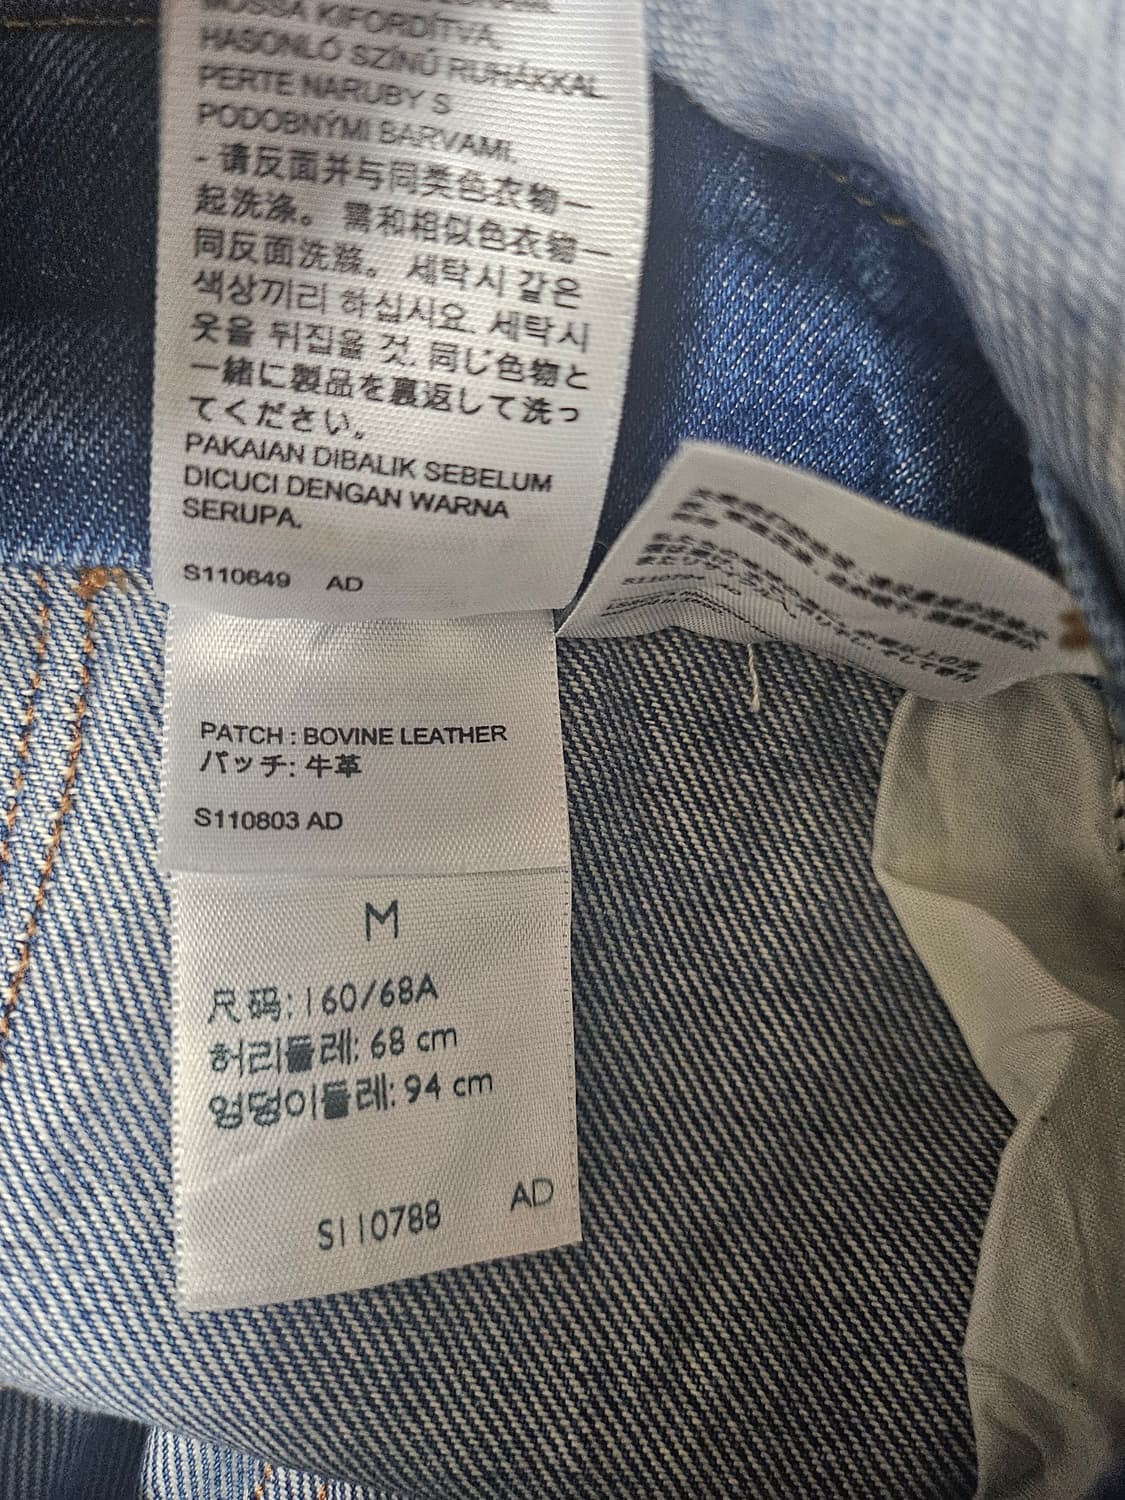 MOSSA KIFORDÍTVA,
HASONLÓ SZÍNŰ RUHÁKKAL.
PERTE NARUBY S
PODOBNÝMI BARVAMI.
- 请反面并与同类色衣物一
起洗涤。 需和相似色衣物一
同反面洗滌。 세탁시 같은
색상끼리 하십시요. 세탁시
옷을 뒤집을 것. 同じ色物と
一緒に製品を裏返して洗っ
てください。
PAKAIAN DIBALIK SEBELUM
DICUCI DENGAN WARNA
SERUPA.
S110649 AD
PATCH : BOVINE LEATHER
パッチ: 牛革
S110803 AD
M
尺码: 160/68A
허리둘레: 68 cm
엉덩이둘레: 94 cm
S110788 AD